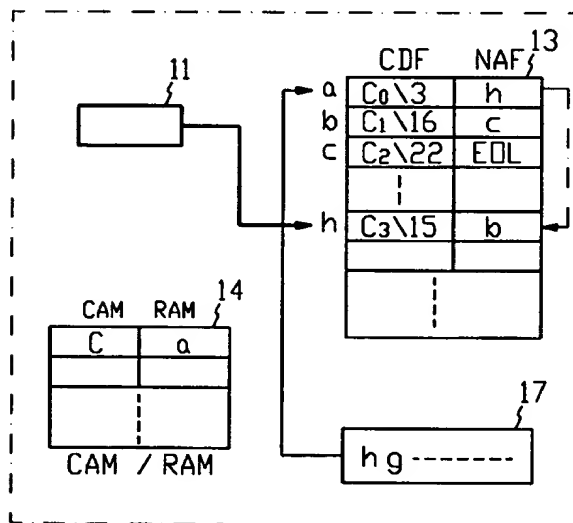 11
CDF NAF 13
a C0\3 h
b C1\16 c
c C2\22 EOL
h C3\15 b
CAM RAM 14
C a
CAM / RAM
17
hg --------